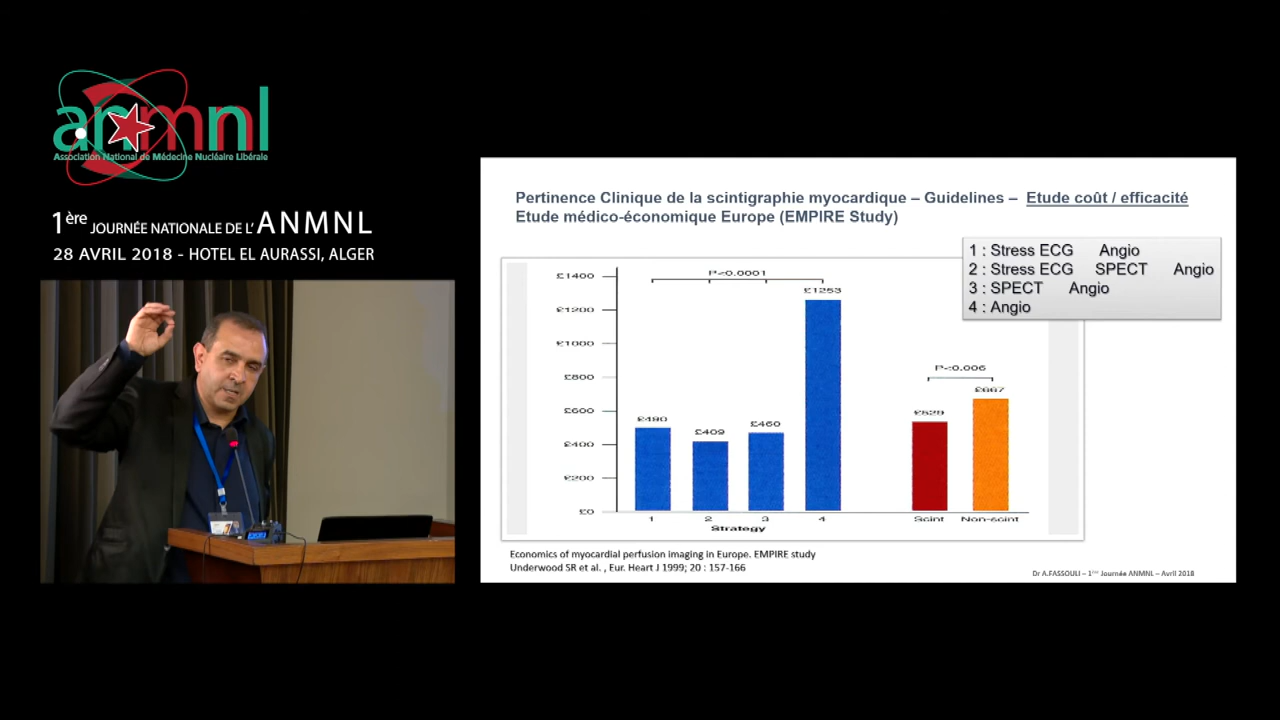 anmnl
Association National de Médecine Nucléaire Libérale
1ère JOURNÉE NATIONALE DE L' ANMNL
28 AVRIL 2018 - HOTEL EL AURASSI, ALGER
Pertinence Clinique de la scintigraphie myocardique – Guidelines – Etude coût / efficacité
Etude médico-économique Europe (EMPIRE Study)
1 : Stress ECG Angio
2 : Stress ECG SPECT Angio
3 : SPECT Angio
4 : Angio
£1400
£1200
£1000
£800
£600
£400
£200
£0
P<0.0001
£490
£409
£460
£1253
1
2
3
4
Strategy
P<0.006
£529
£667
Scint
Non-scint
Economics of myocardial perfusion imaging in Europe. EMPIRE study
Underwood SR et al. , Eur. Heart J 1999; 20 : 157-166
Dr A.FASSOULI – 1ère Journée ANMNL – Avril 2018